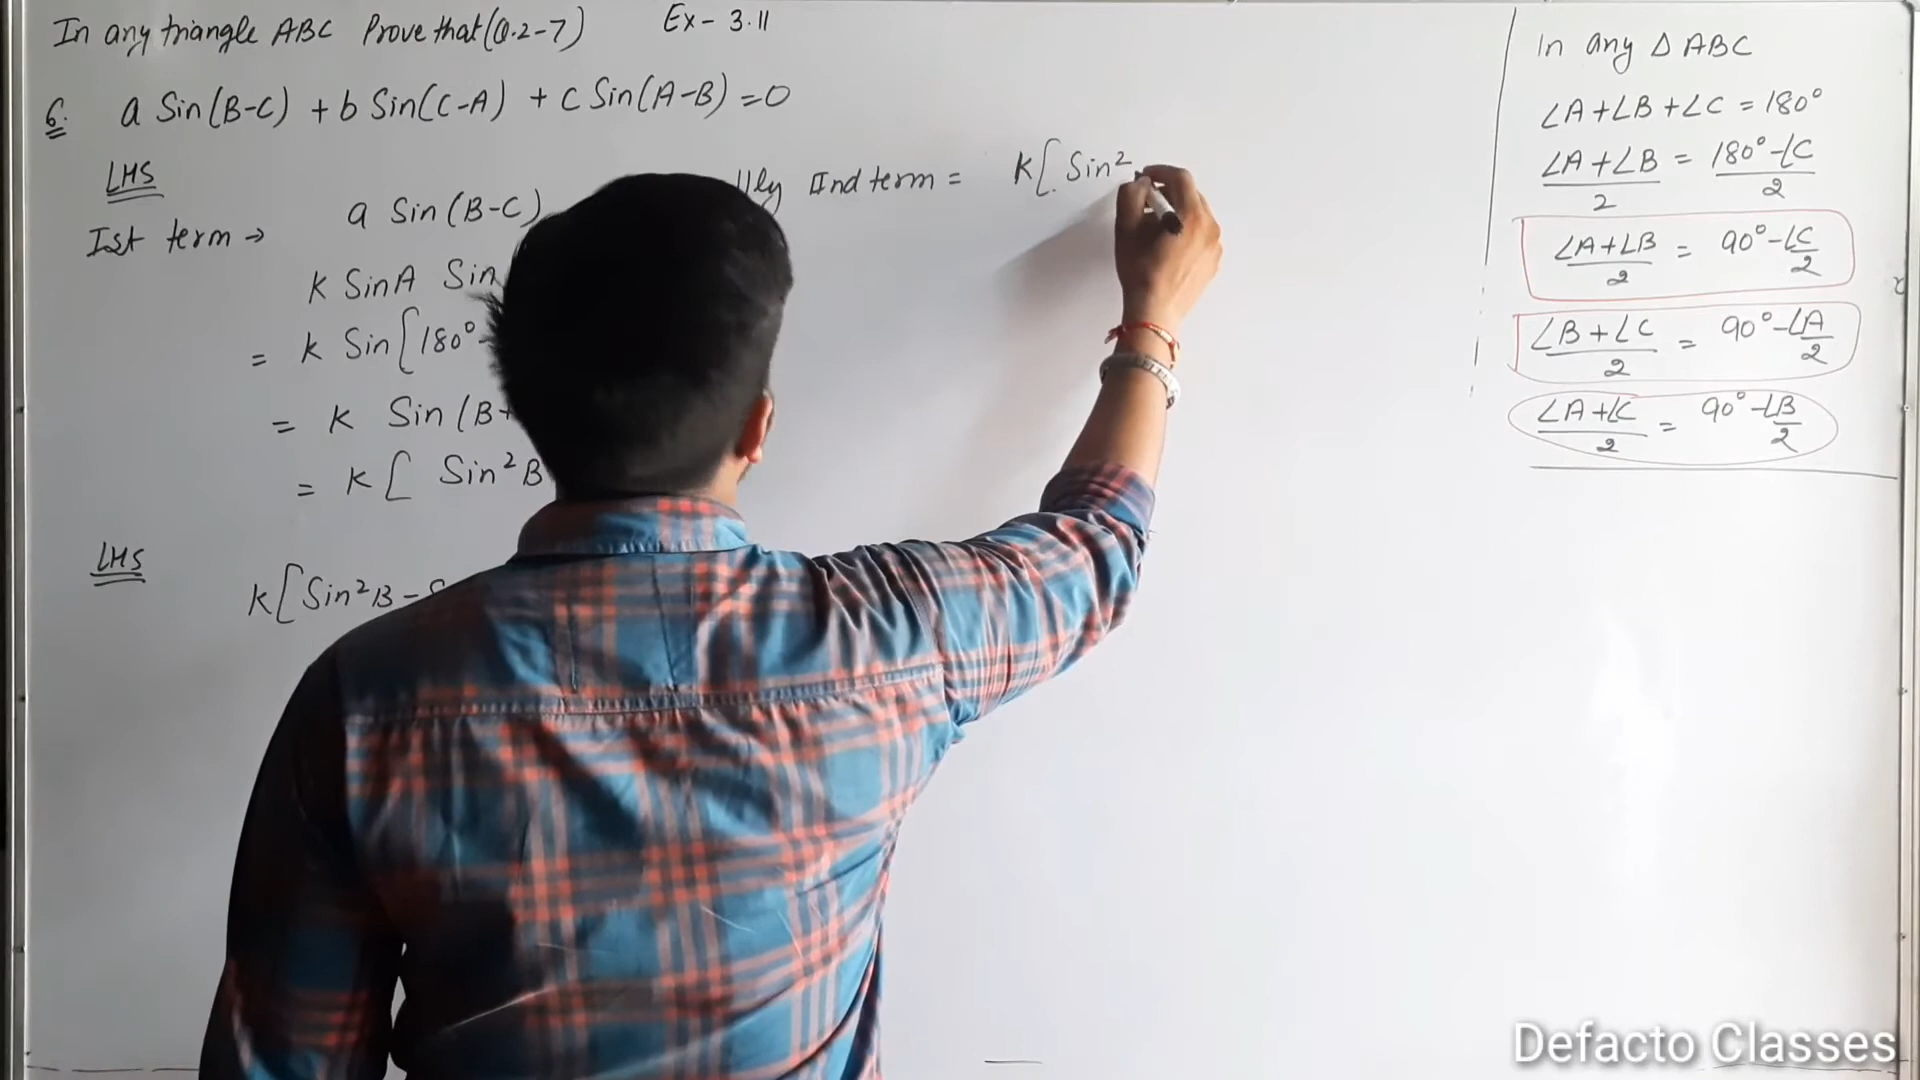 In any triangle ABC Prove that (Q.2-7) Ex- 3.11
6. a Sin(B-C) + b Sin(C-A) + c Sin(A-B) = 0
LHS
Ist term → a Sin(B-C)
K SinA Sin
= K Sin[180°-
= K Sin(B+
= K[ Sin²B
LHS
K[Sin²B -
lly IInd term = K[Sin²
In any Δ ABC
∠A+∠B+∠C = 180°
∠A+∠B/2 = 180°-∠C/2
∠A+∠B/2 = 90°-∠C/2
∠B+∠C/2 = 90°-∠A/2
∠A+∠C/2 = 90°-∠B/2
Defacto Classes